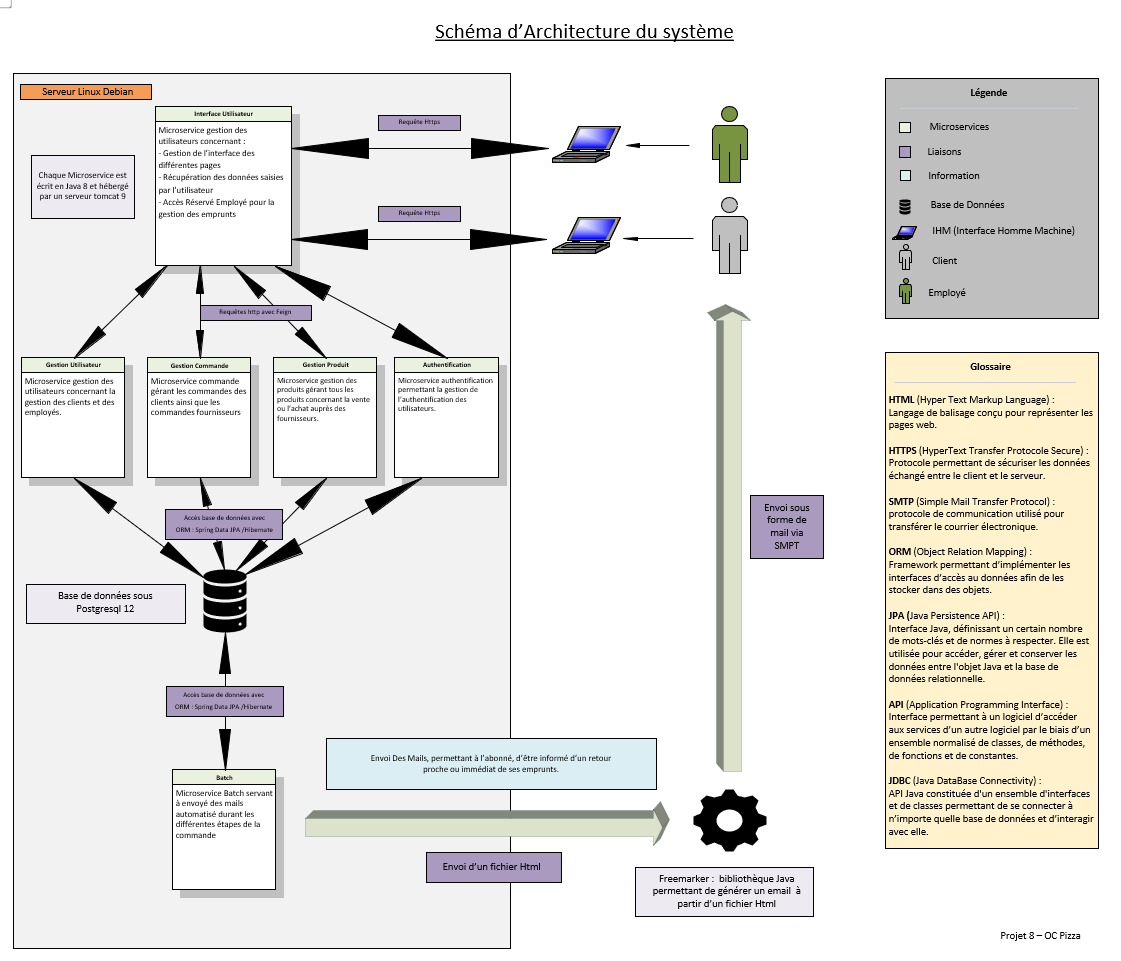 Schéma d'Architecture du système
Serveur Linux Debian
Chaque Microservice est
écrit en Java 8 et hébergé
par un serveur tomcat 9
Interface Utilisateur
Microservice gestion des
utilisateurs concernant :
- Gestion de l'interface des
différentes pages
- Récupération des données saisies
par l'utilisateur
- Accès Réservé Employé pour la
gestion des emprunts
Requête Https
Requête Https
Requêtes http avec Feign
Gestion Utilisateur
Microservice gestion des
utilisateurs concernant la
gestion des clients et des
employés.
Gestion Commande
Microservice commande
gérant les commandes des
clients ainsi que les
commandes fournisseurs
Gestion Produit
Microservice gestion des
produits gérant tous les
produits concernant la vente
ou l'achat auprès des
fournisseurs.
Authentification
Microservice authentification
permettant la gestion de
l'authentification des
utilisateurs.
Accès base de données avec
ORM : Spring Data JPA /Hibernate
Base de données sous
Postgresql 12
Accès base de données avec
ORM : Spring Data JPA /Hibernate
Batch
Microservice Batch servant
à envoyé des mails
automatisé durant les
différentes étapes de la
commande
Envoi Des Mails, permettant à l'abonné, d'être informé d'un retour
proche ou immédiat de ses emprunts.
Envoi d'un fichier Html
Freemarker : bibliothèque Java
permettant de générer un email à
partir d'un fichier Html
Envoi sous
forme de
mail via
SMPT
Légende
Microservices
Liaisons
Information
Base de Données
IHM (Interface Homme Machine)
Client
Employé
Glossaire
HTML (Hyper Text Markup Language) :
Langage de balisage conçu pour représenter les
pages web.
HTTPS (HyperText Transfer Protocole Secure) :
Protocole permettant de sécuriser les données
échangé entre le client et le serveur.
SMTP (Simple Mail Transfer Protocol) :
protocole de communication utilisé pour
transférer le courrier électronique.
ORM (Object Relation Mapping) :
Framework permettant d'implémenter les
interfaces d'accès au données afin de les
stocker dans des objets.
JPA (Java Persistence API) :
Interface Java, définissant un certain nombre
de mots-clés et de normes à respecter. Elle est
utilisée pour accéder, gérer et conserver les
données entre l'objet Java et la base de
données relationnelle.
API (Application Programming Interface) :
Interface permettant à un logiciel d'accéder
aux services d'un autre logiciel par le biais d'un
ensemble normalisé de classes, de méthodes,
de fonctions et de constantes.
JDBC (Java DataBase Connectivity) :
API Java constituée d'un ensemble d'interfaces
et de classes permettant de se connecter à
n'importe quelle base de données et d'interagir
avec elle.
Projet 8 – OC Pizza